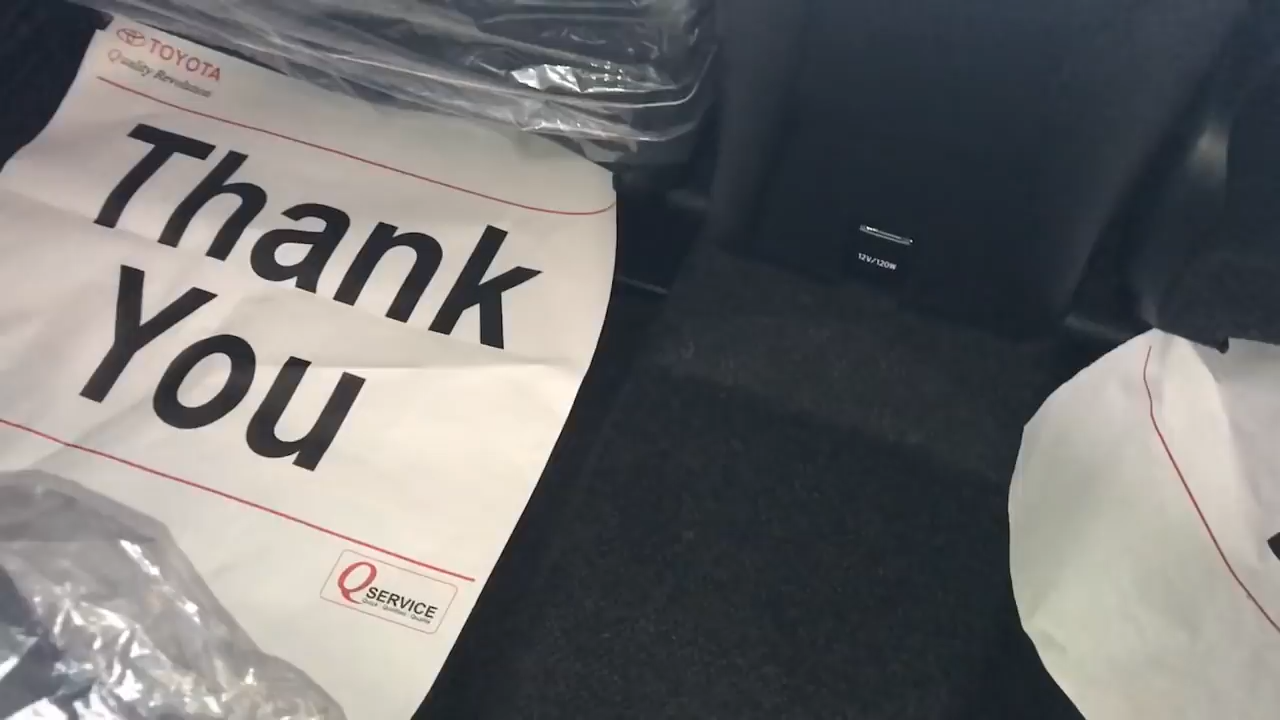 TOYOTA
Quality Revolution
Thank
You
12V/120W
Q SERVICE